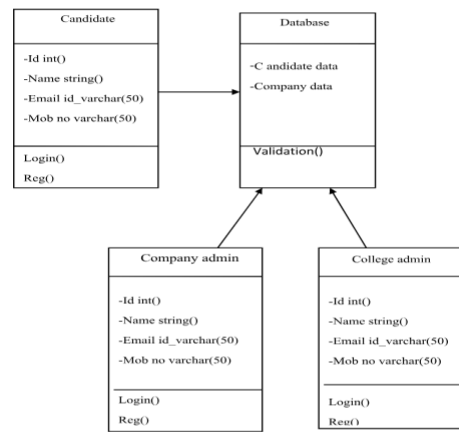 Candidate
-Id int()
-Name string()
-Email id_varchar(50)
-Mob no varchar(50)
Login()
Reg()
Database
-C andidate data
-Company data
Validation()
Company admin
-Id int()
-Name string()
-Email id_varchar(50)
-Mob no varchar(50)
Login()
Reg()
College admin
-Id int()
-Name string()
-Email id_varchar(50)
-Mob no varchar(50)
Login()
Reg()